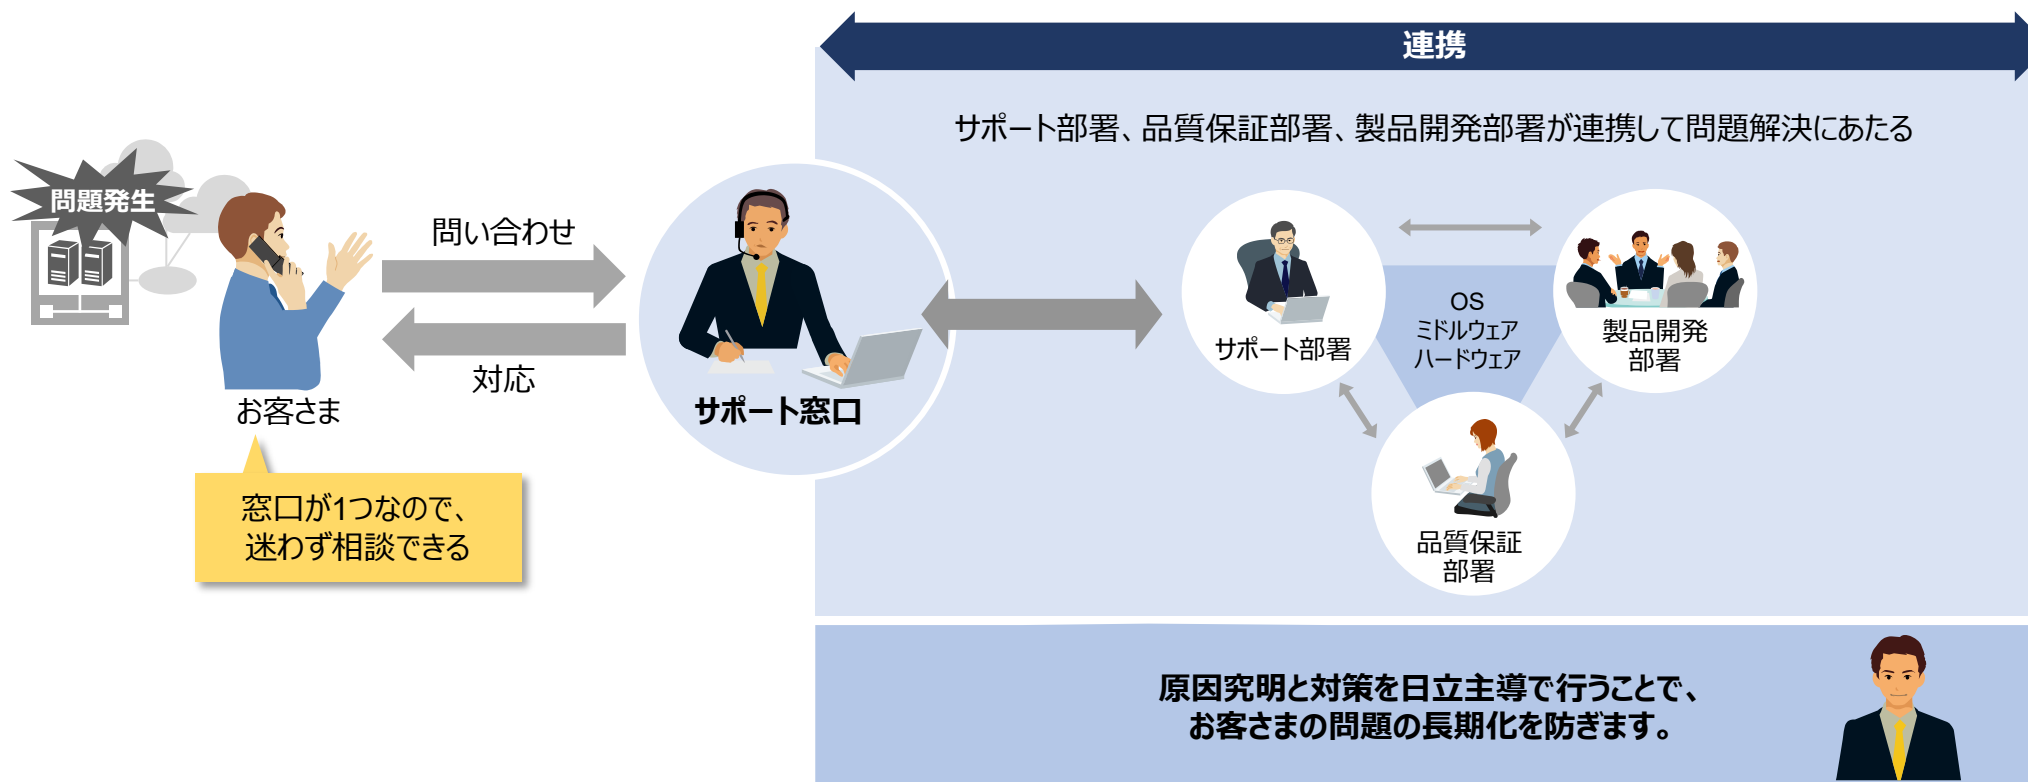 連携
サポート部署、品質保証部署、製品開発部署が連携して問題解決にあたる
問題発生
問い合わせ
対応
お客さま
窓口が1つなので、
迷わず相談できる
サポート窓口
サポート部署
OS
ミドルウェア
ハードウェア
製品開発
部署
品質保証
部署
原因究明と対策を日立主導で行うことで、
お客さまの問題の長期化を防ぎます。